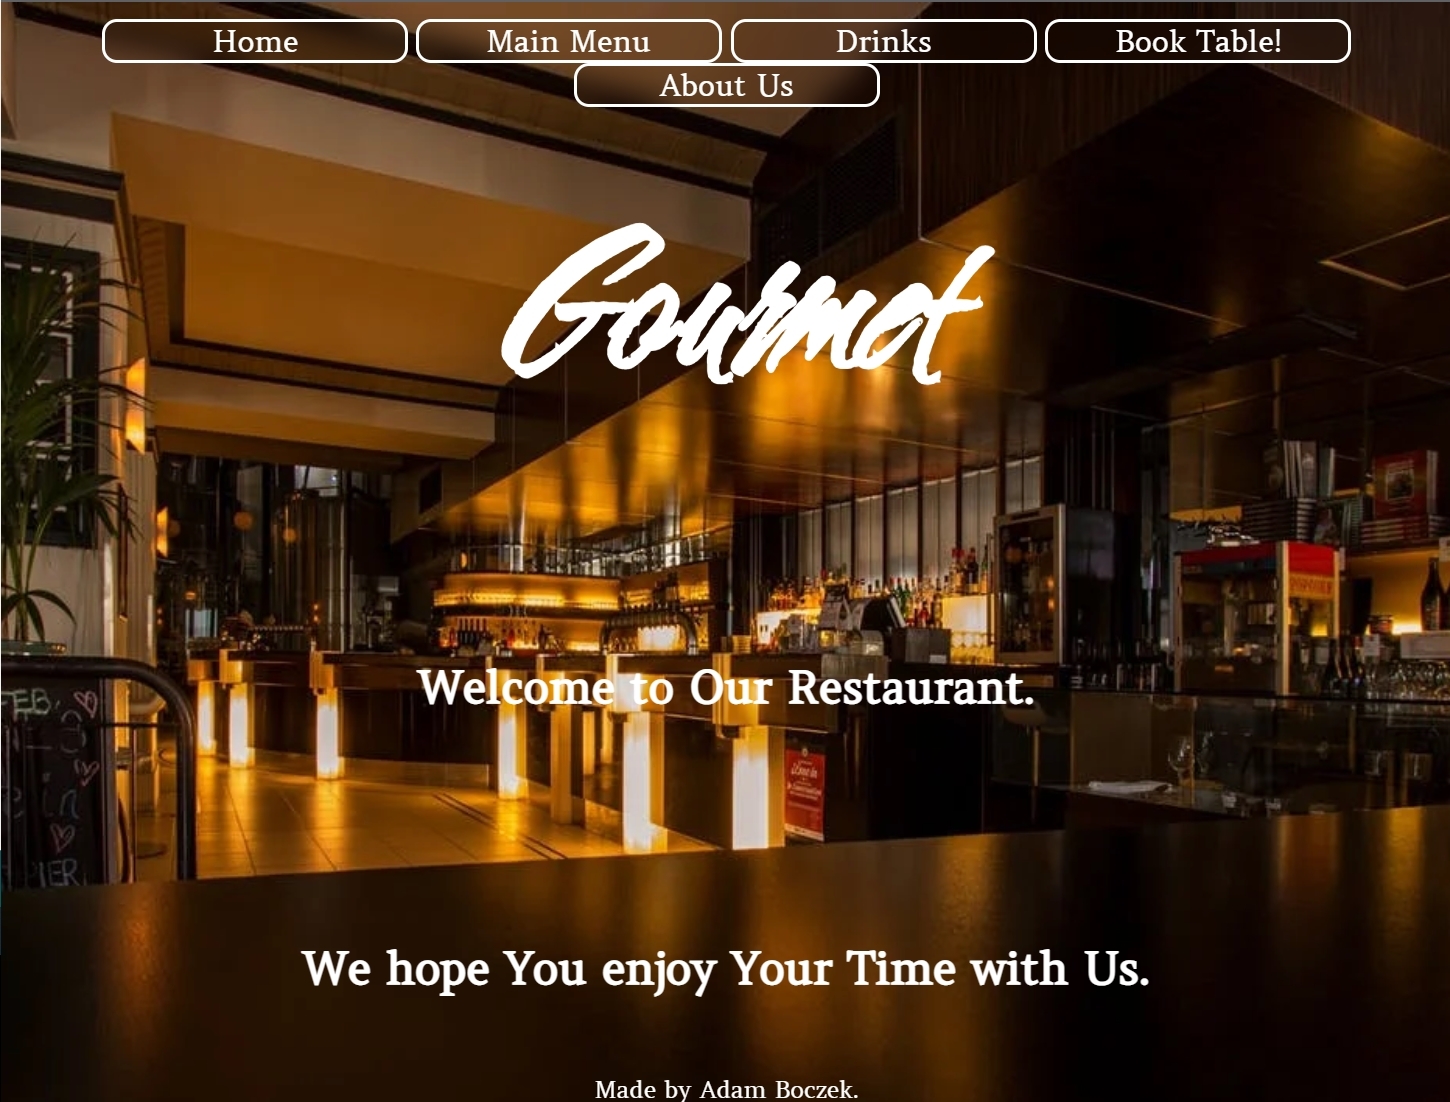 Home Main Menu Drinks Book Table!
About Us
Gourmet
Welcome to Our Restaurant.
FEB.
in
PIER
We hope You enjoy Your Time with Us.
Made by Adam Boczek.